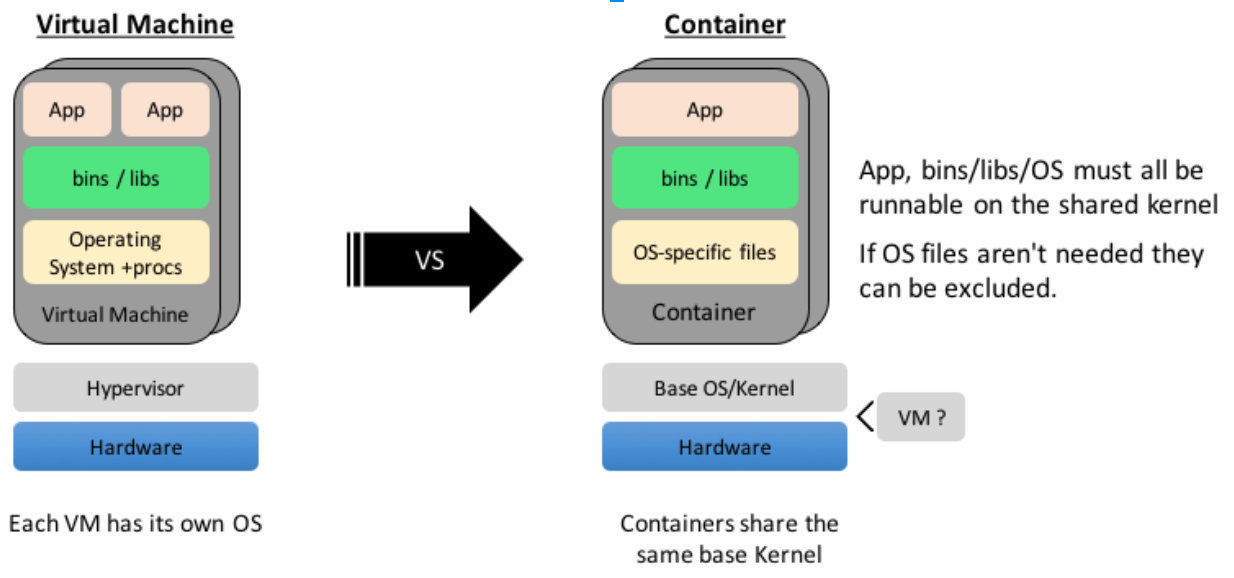 Virtual Machine
App
App
bins / libs
Operating
System +procs
Virtual Machine
Hypervisor
Hardware
Each VM has its own OS
VS
Container
App
bins / libs
OS-specific files
Container
Base OS/Kernel
Hardware
VM ?
Containers share the
same base Kernel
App, bins/libs/OS must all be
runnable on the shared kernel
If OS files aren't needed they
can be excluded.